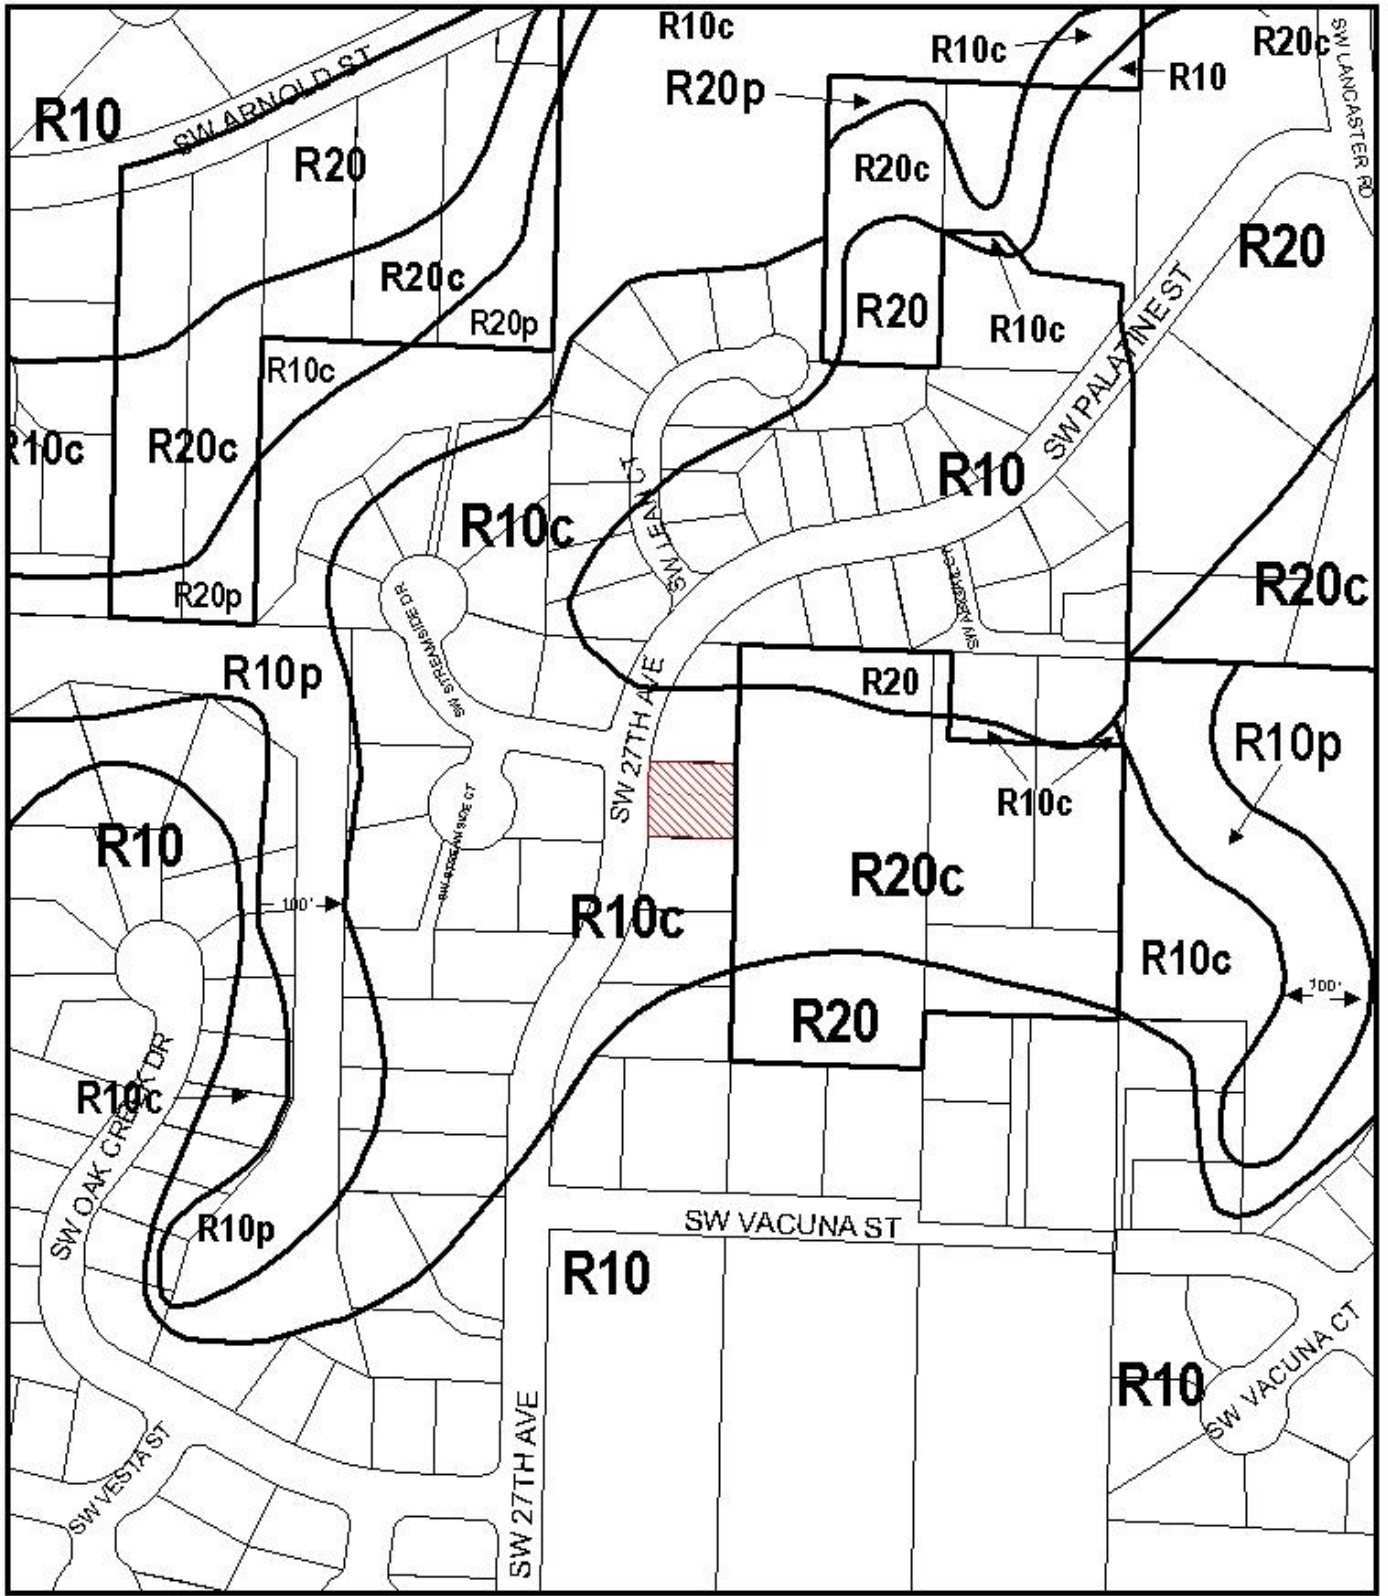 R10c
R10c
R20c
SW LANCASTER RD
R20p
R10
R10
SW ARNOLD ST
R20
R20c
R20
R20c
R20p
R20
R10c
R10c
SW PALATINE ST
R10c
R20c
R10
R10c
SW LEAH CT
R20c
R20p
SW STREAMSIDE DR
R10p
SW 27TH AVE
R20
R10p
R10c
SW STREAMSIDE CT
R10
R20c
100'
R10c
R10c
100'
R20
R10c
SW OAK CREEK DR
R10p
SW VACUNA ST
R10
R10
SW VACUNA CT
SW VESTA ST
SW 27TH AVE